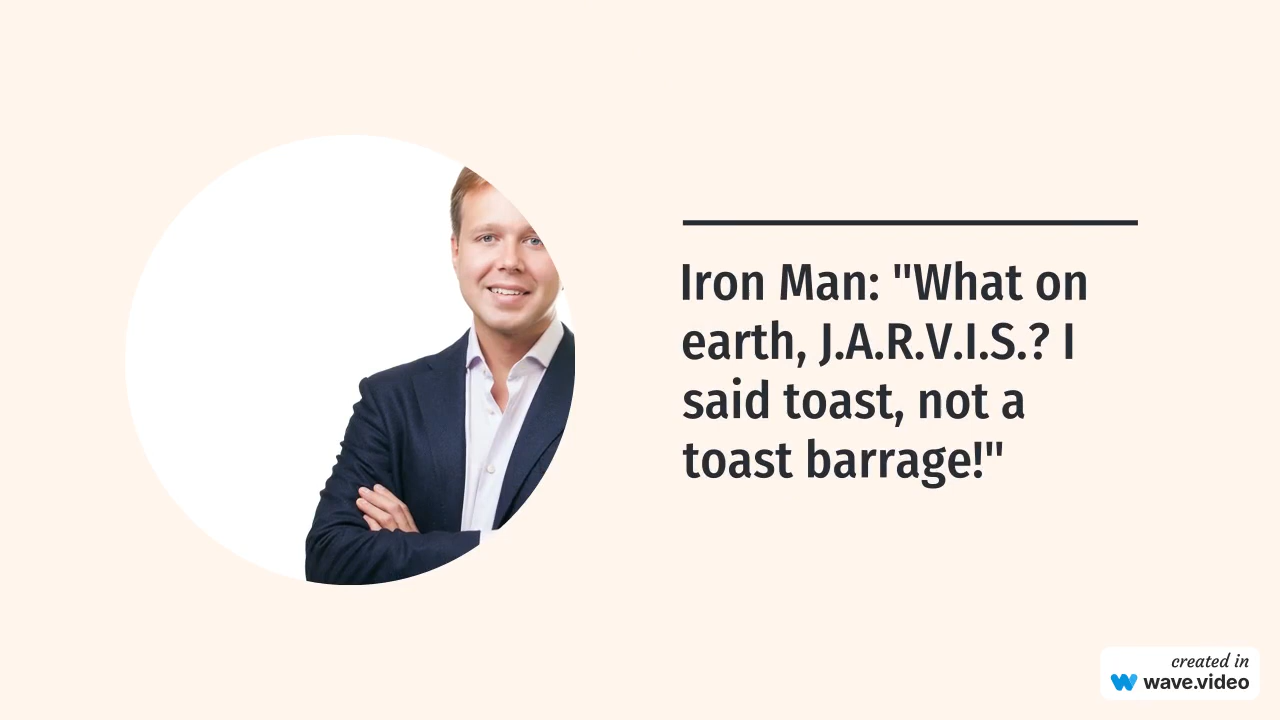 Iron Man: "What on
earth, J.A.R.V.I.S.? I
said toast, not a
toast barrage!"
created in
wave.video